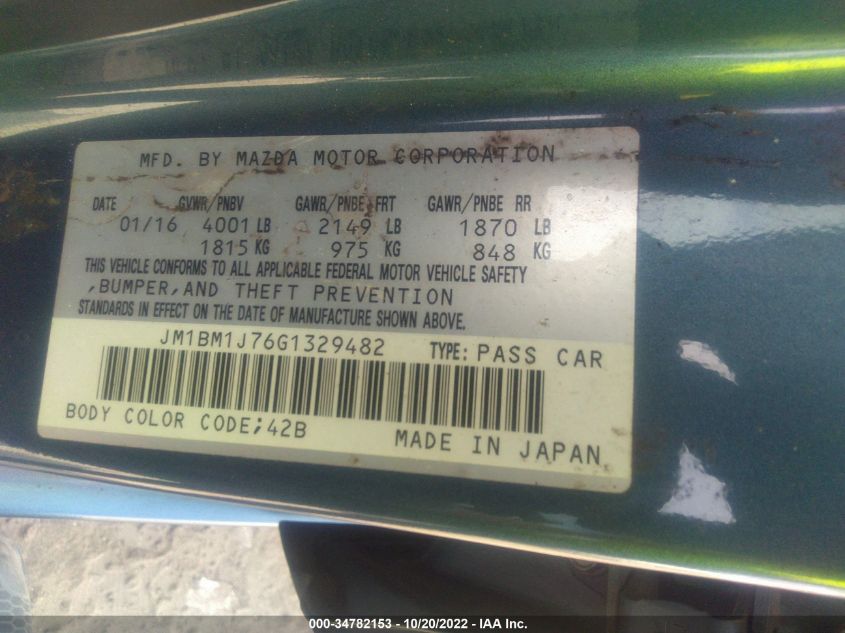 MFD. BY MAZDA MOTOR CORPORATION
DATE GVWR/PNBV GAWR/PNBE FRT GAWR/PNBE RR
01/16 4001 LB 2149 LB 1870 LB
1815 KG 975 KG 848 KG
THIS VEHICLE CONFORMS TO ALL APPLICABLE FEDERAL MOTOR VEHICLE SAFETY
,BUMPER,AND THEFT PREVENTION
STANDARDS IN EFFECT ON THE DATE OF MANUFACTURE SHOWN ABOVE.
JM1BM1J76G1329482 TYPE: PASS CAR
BODY COLOR CODE;42B MADE IN JAPAN
000-34782153 - 10/20/2022 - IAA Inc.